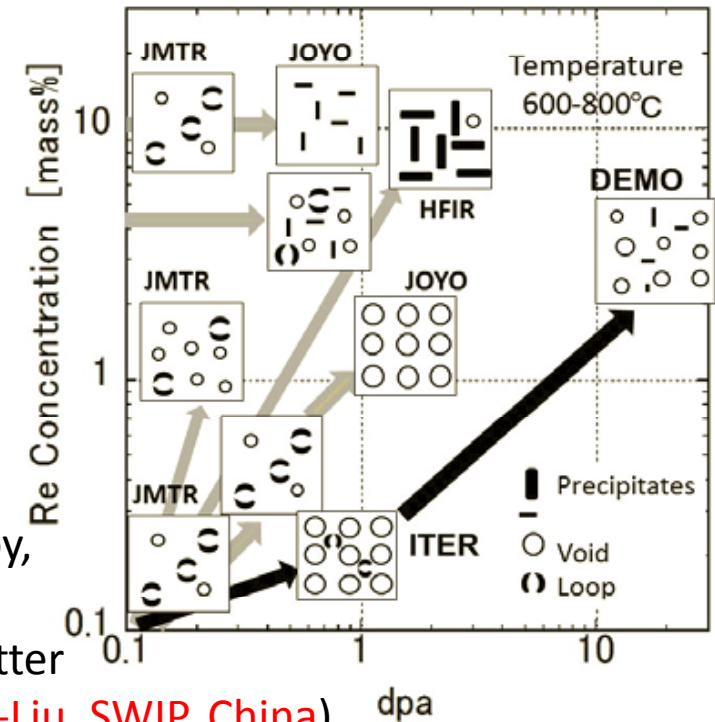 JMTR
JOYO
Temperature
600-800°C
10
DEMO
HFIR
JMTR
JOYO
1
Re Concentration [mass%]
JMTR
Precipitates
Void
Loop
ITER
0.1
0.1
1
10
dpa